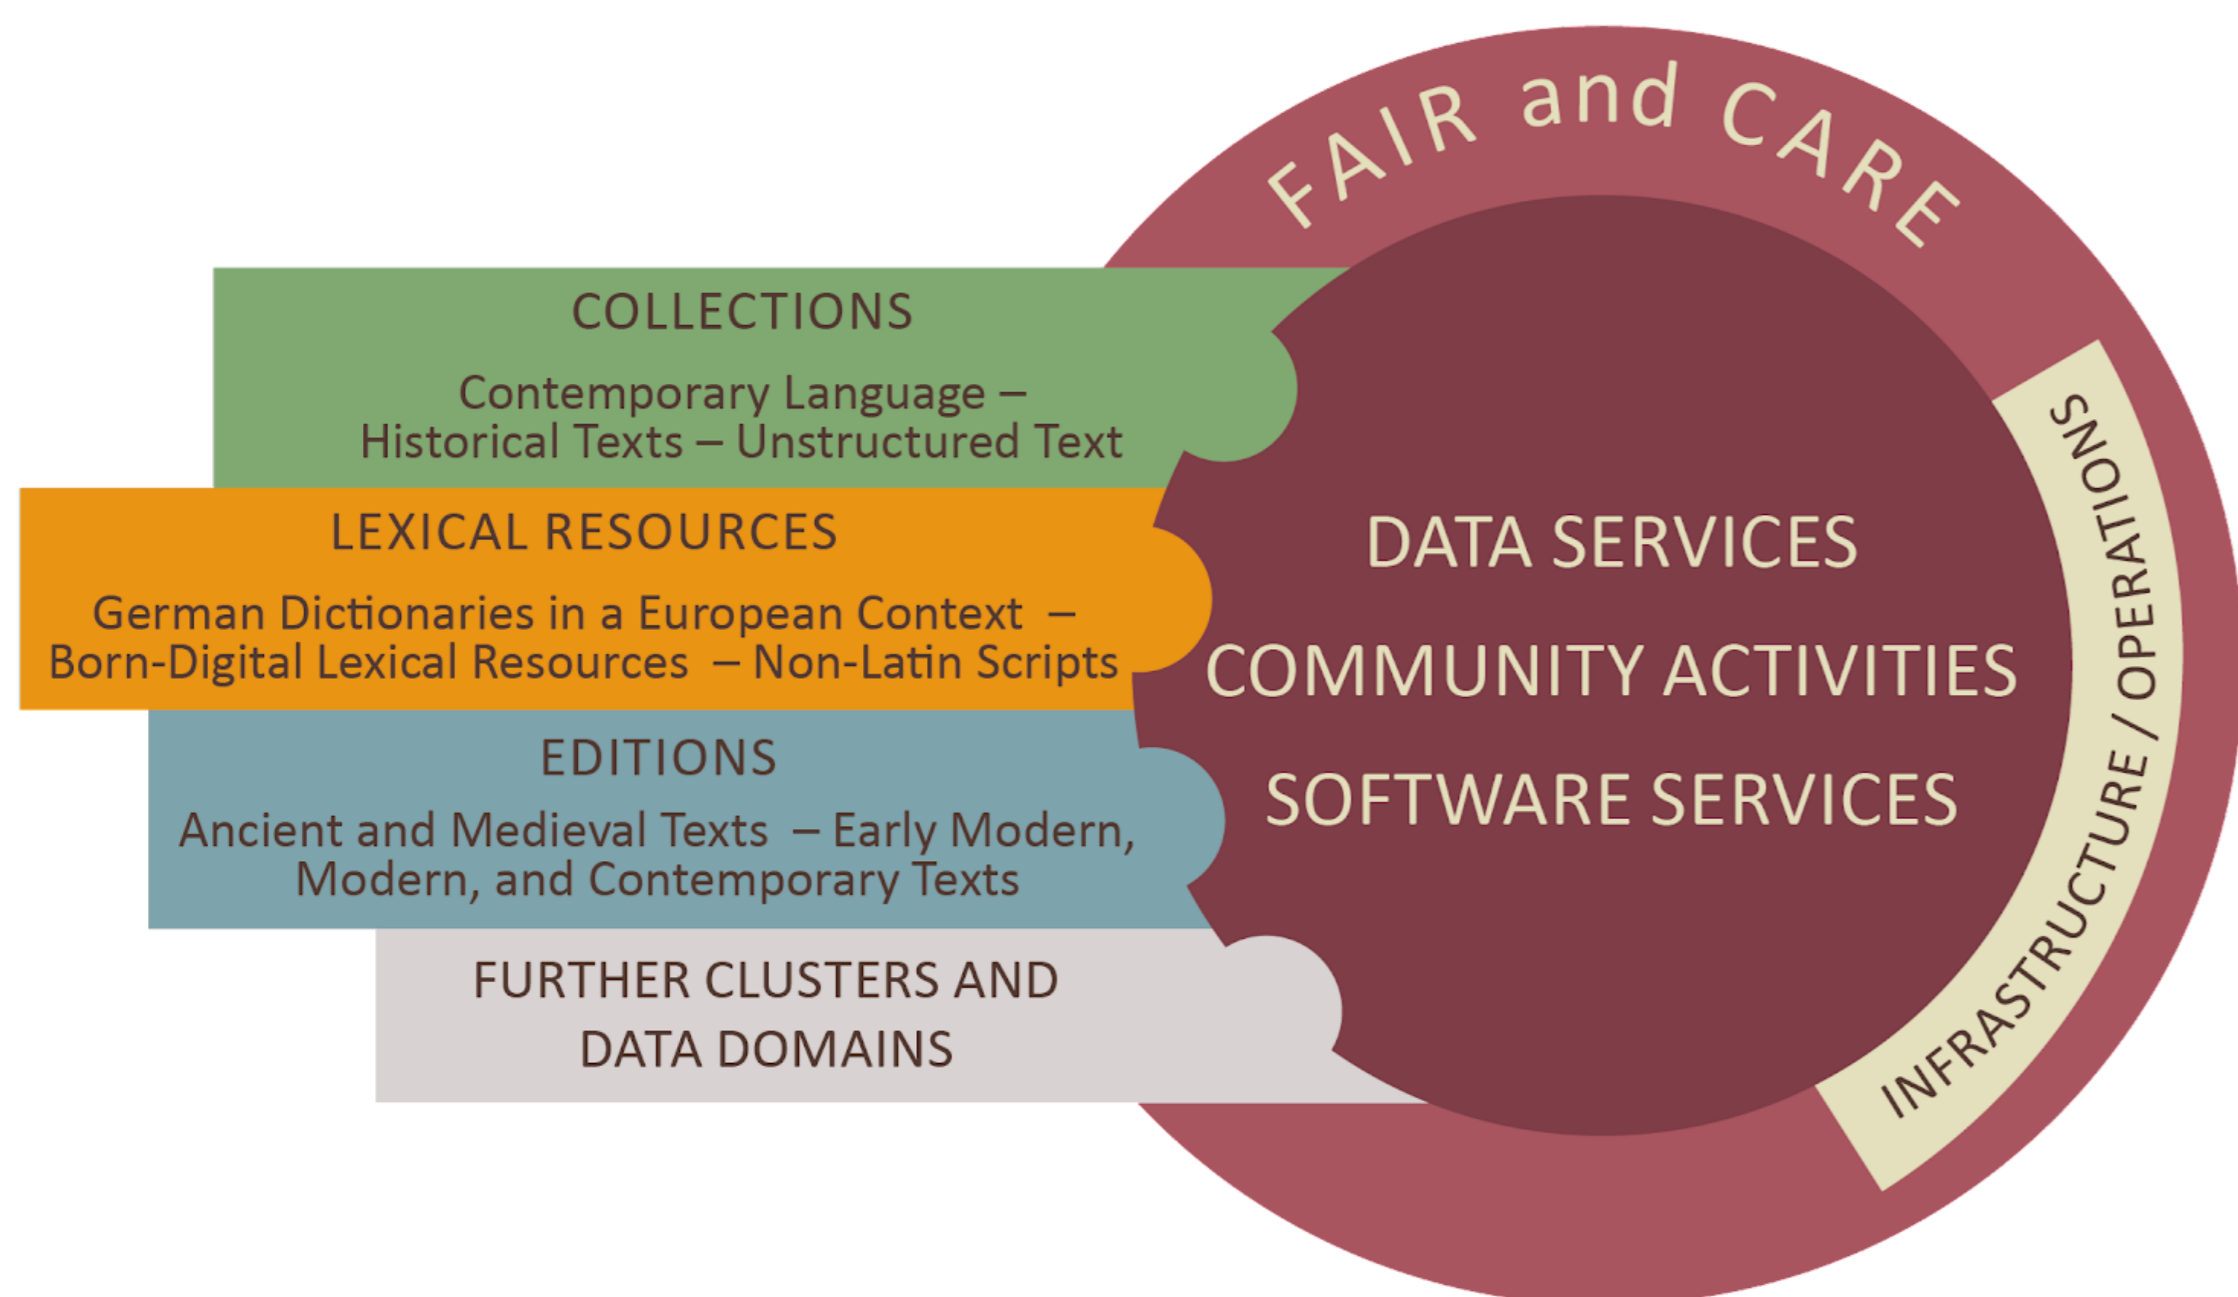 FAIR and CARE
COLLECTIONS
Contemporary Language –
Historical Texts – Unstructured Text
LEXICAL RESOURCES
German Dictionaries in a European Context –
Born-Digital Lexical Resources – Non-Latin Scripts
EDITIONS
Ancient and Medieval Texts – Early Modern,
Modern, and Contemporary Texts
FURTHER CLUSTERS AND
DATA DOMAINS
DATA SERVICES
COMMUNITY ACTIVITIES
SOFTWARE SERVICES
INFRASTRUCTURE / OPERATIONS